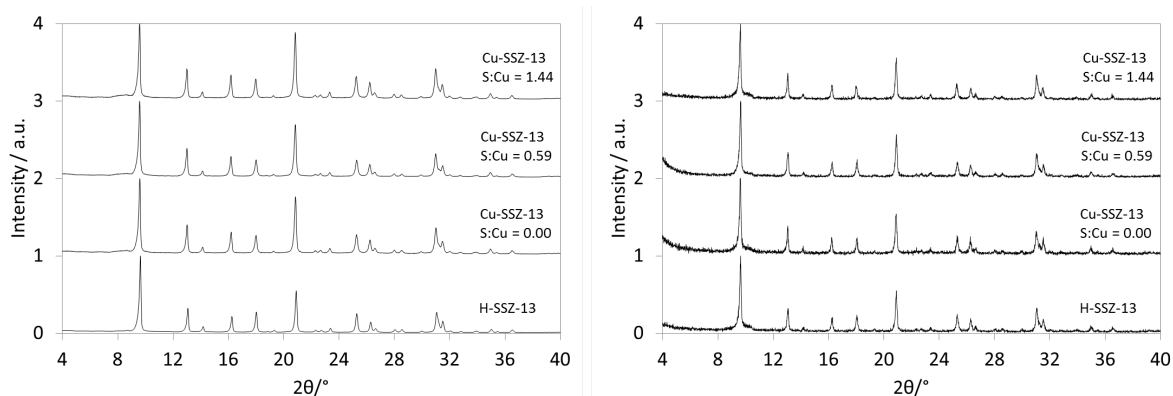 4
Cu-SSZ-13
S:Cu = 1.44
3
Cu-SSZ-13
S:Cu = 0.59
2
Cu-SSZ-13
S:Cu = 0.00
1
H-SSZ-13
0
Intensity / a.u.
4 8 12 16 20 24 28 32 36 40
2θ/°
4
Cu-SSZ-13
S:Cu = 1.44
3
Cu-SSZ-13
S:Cu = 0.59
2
Cu-SSZ-13
S:Cu = 0.00
1
H-SSZ-13
0
Intensity / a.u.
4 8 12 16 20 24 28 32 36 40
2θ/°